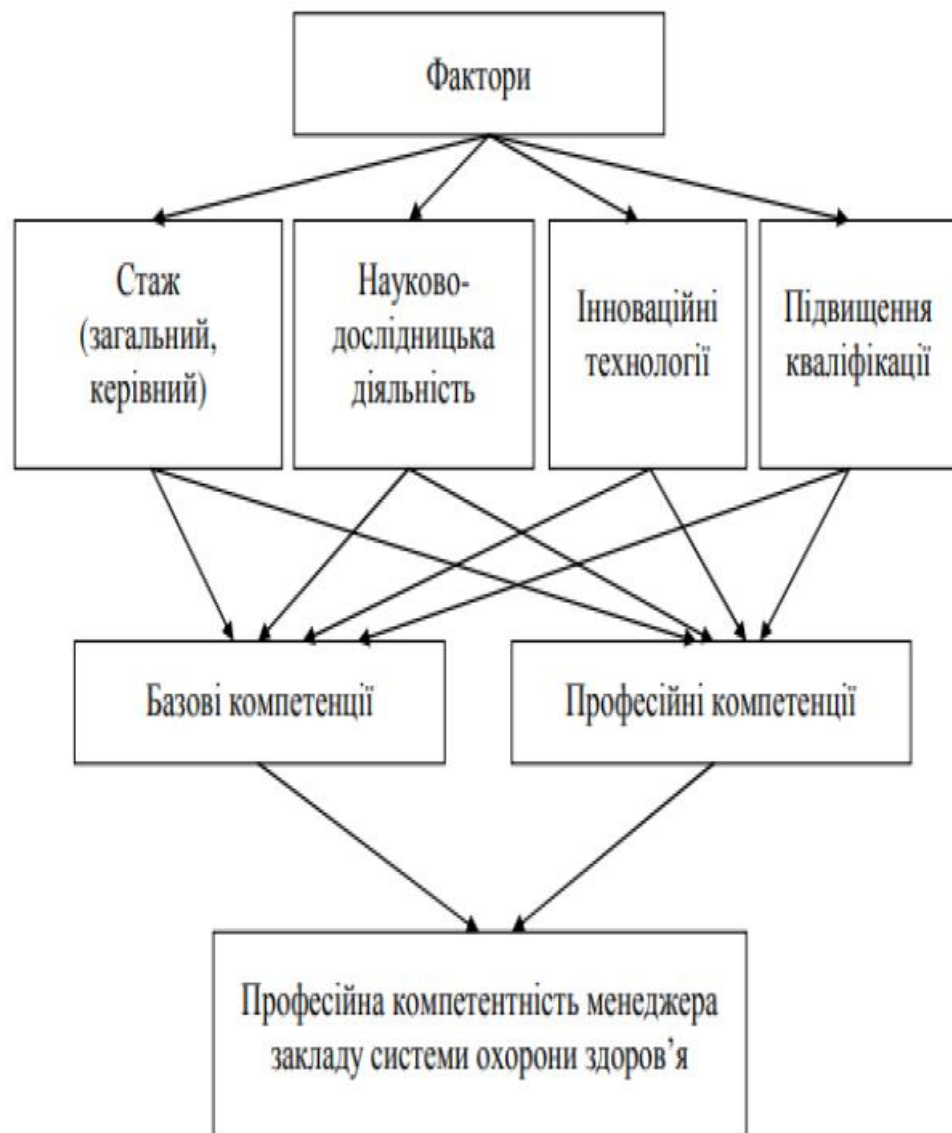 Фактори
Стаж
(загальний,
керівний)
Науково-
дослідницька
діяльність
Інноваційні
технології
Підвищення
кваліфікації
Базові компетенції
Професійні компетенції
Професійна компетентність менеджера
закладу системи охорони здоров’я